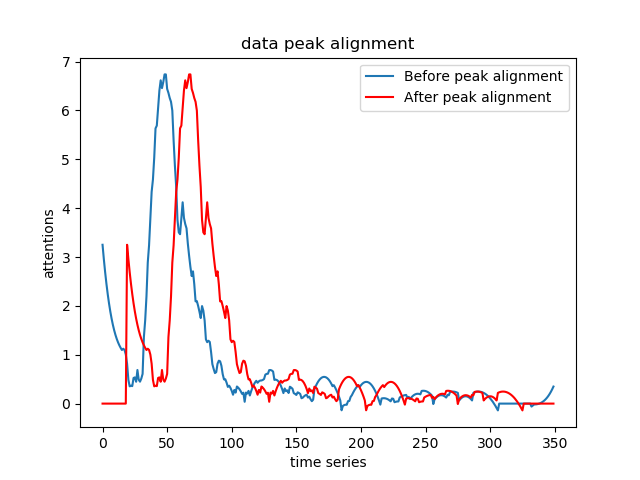 data peak alignment
Before peak alignment
After peak alignment
7
6
5
4
3
2
1
0
attentions
0 50 100 150 200 250 300 350
time series